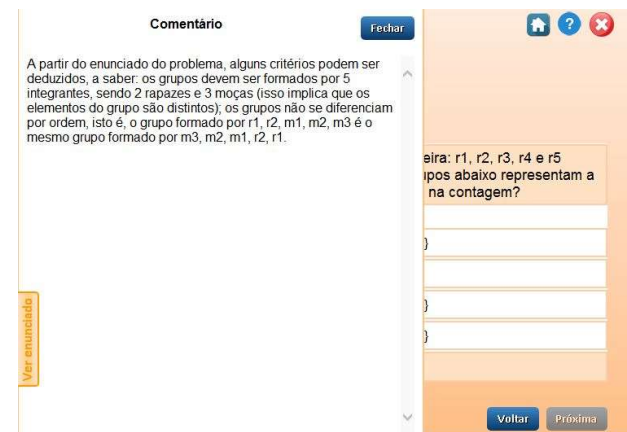 Comentário
Fechar
A partir do enunciado do problema, alguns critérios podem ser
deduzidos, a saber: os grupos devem ser formados por 5
integrantes, sendo 2 rapazes e 3 moças (isso implica que os
elementos do grupo são distintos); os grupos não se diferenciam
por ordem, isto é, o grupo formado por r1, r2, m1, m2, m3 é o
mesmo grupo formado por m3, m2, m1, r2, r1.
?
eira: r1, r2, r3, r4 e r5
upos abaixo representam a
na contagem?
}
}
}
Ver enunciado
Voltar
Próxima